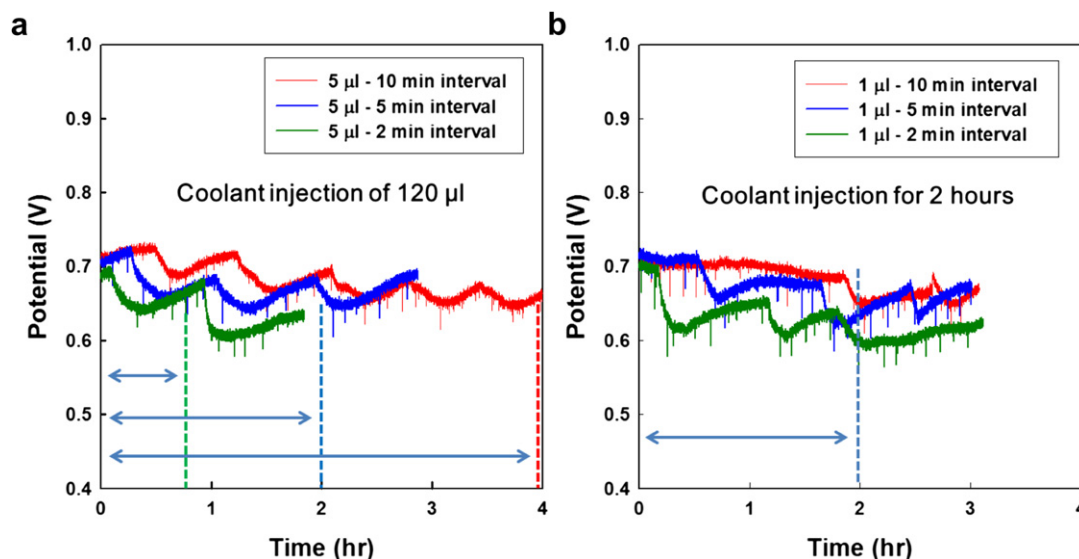 a
1.0
0.9
0.8
0.7
0.6
0.5
0.4
Potential (V)
5 µl - 10 min interval
5 µl - 5 min interval
5 µl - 2 min interval
Coolant injection of 120 µl
0
1
2
3
4
Time (hr)
b
1.0
0.9
0.8
0.7
0.6
0.5
0.4
Potential (V)
1 µl - 10 min interval
1 µl - 5 min interval
1 µl - 2 min interval
Coolant injection for 2 hours
0
1
2
3
4
Time (hr)